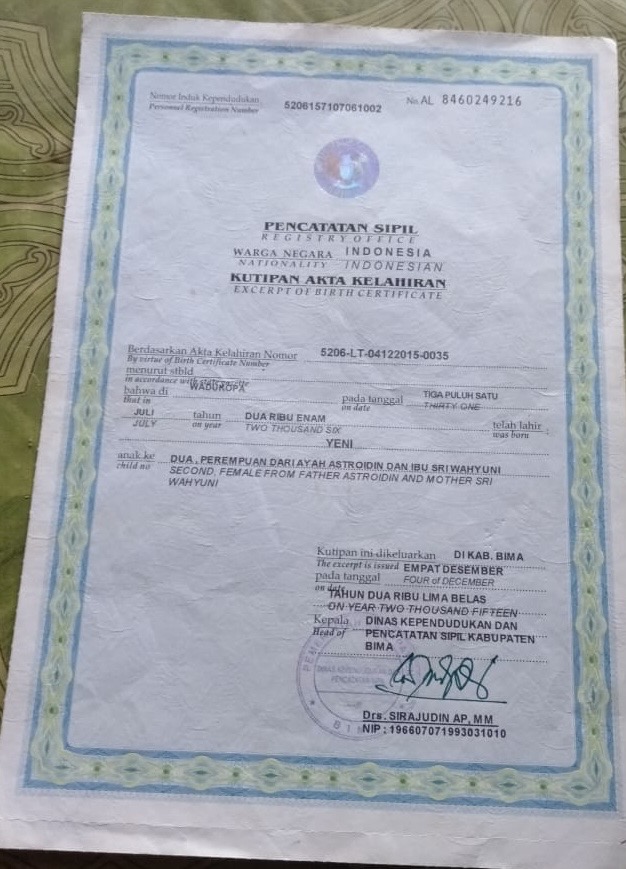 Nomor Induk Kependudukan 5206157107061002 No. AL 8460249216
Personnel Registration Number
PENCATATAN SIPIL
REGISTRY OFFICE
WARGA NEGARA INDONESIA
NATIONALITY INDONESIAN
KUTIPAN AKTA KELAHIRAN
EXCERPT OF BIRTH CERTIFICATE
Berdasarkan Akta Kelahiran Nomor 5206-LT-04122015-0035
By virtue of Birth Certificate Number
menurut stbld
in accordance with
bahwa di WADUKOPA pada tanggal TIGA PULUH SATU
that in on date THIRTY ONE
JULI tahun DUA RIBU ENAM telah lahir :
JULY on year TWO THOUSAND SIX was born
YENI
anak ke DUA , PEREMPUAN DARI AYAH ASTROIDIN DAN IBU SRI WAHYUNI
child no SECOND, FEMALE FROM FATHER ASTROIDIN AND MOTHER SRI
WAHYUNI
Kutipan ini dikeluarkan DI KAB. BIMA
The excerpt is issued EMPAT DESEMBER
pada tanggal FOUR of DECEMBER
on date TAHUN DUA RIBU LIMA BELAS
ON YEAR TWO THOUSAND FIFTEEN
Kepala DINAS KEPENDUDUKAN DAN
Head of PENCATATAN SIPIL KABUPATEN
BIMA
Drs. SIRAJUDIN AP, MM
NIP : 196607071993031010